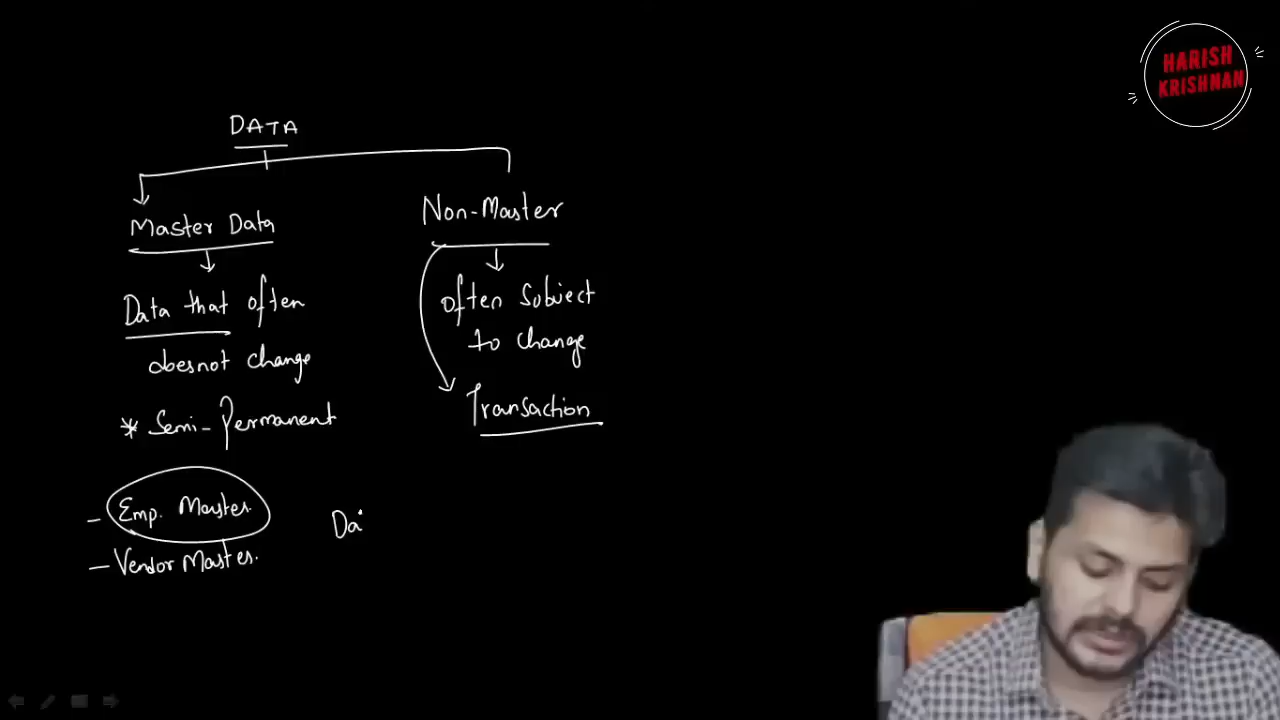 HARISH
KRISHNAN
DATA
Master Data
Data that often
doesnot change
* Semi-Permanent
- Emp. Master.
- Vendor Master.
Non-Master
often Subject
to change
Transaction
Da